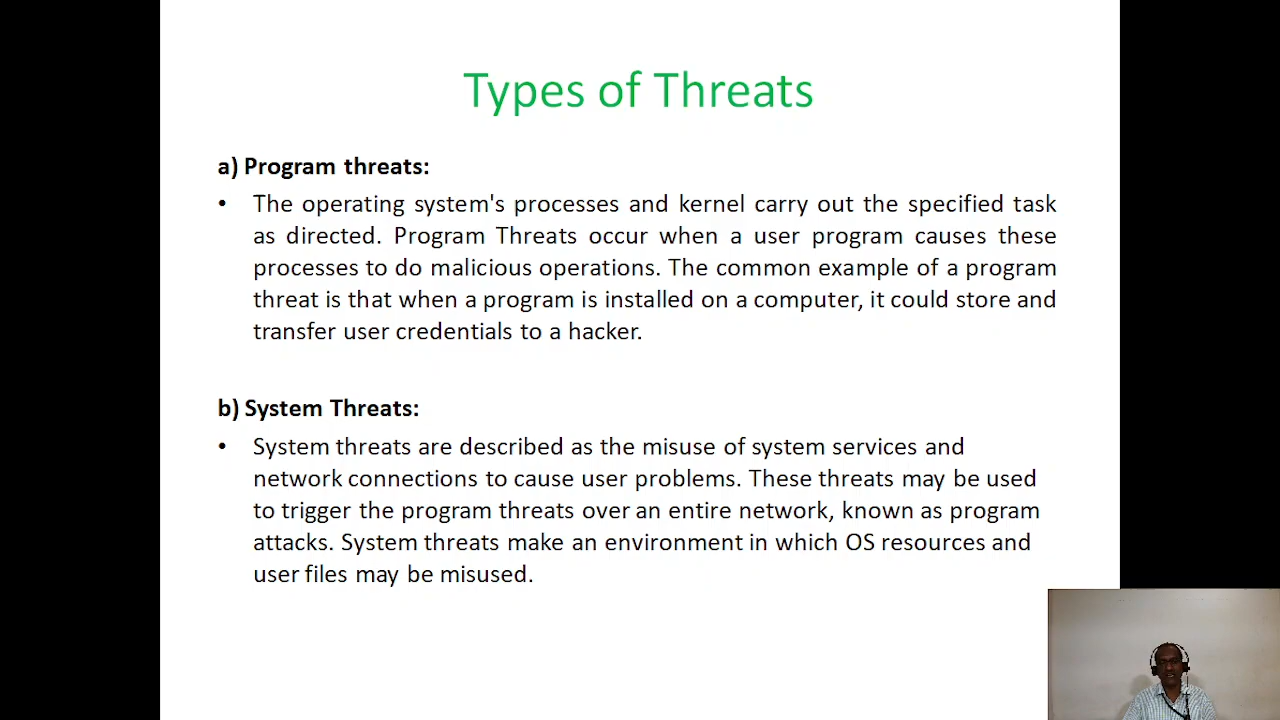 Types of Threats
a) Program threats:
• The operating system's processes and kernel carry out the specified task
as directed. Program Threats occur when a user program causes these
processes to do malicious operations. The common example of a program
threat is that when a program is installed on a computer, it could store and
transfer user credentials to a hacker.
b) System Threats:
• System threats are described as the misuse of system services and
network connections to cause user problems. These threats may be used
to trigger the program threats over an entire network, known as program
attacks. System threats make an environment in which OS resources and
user files may be misused.